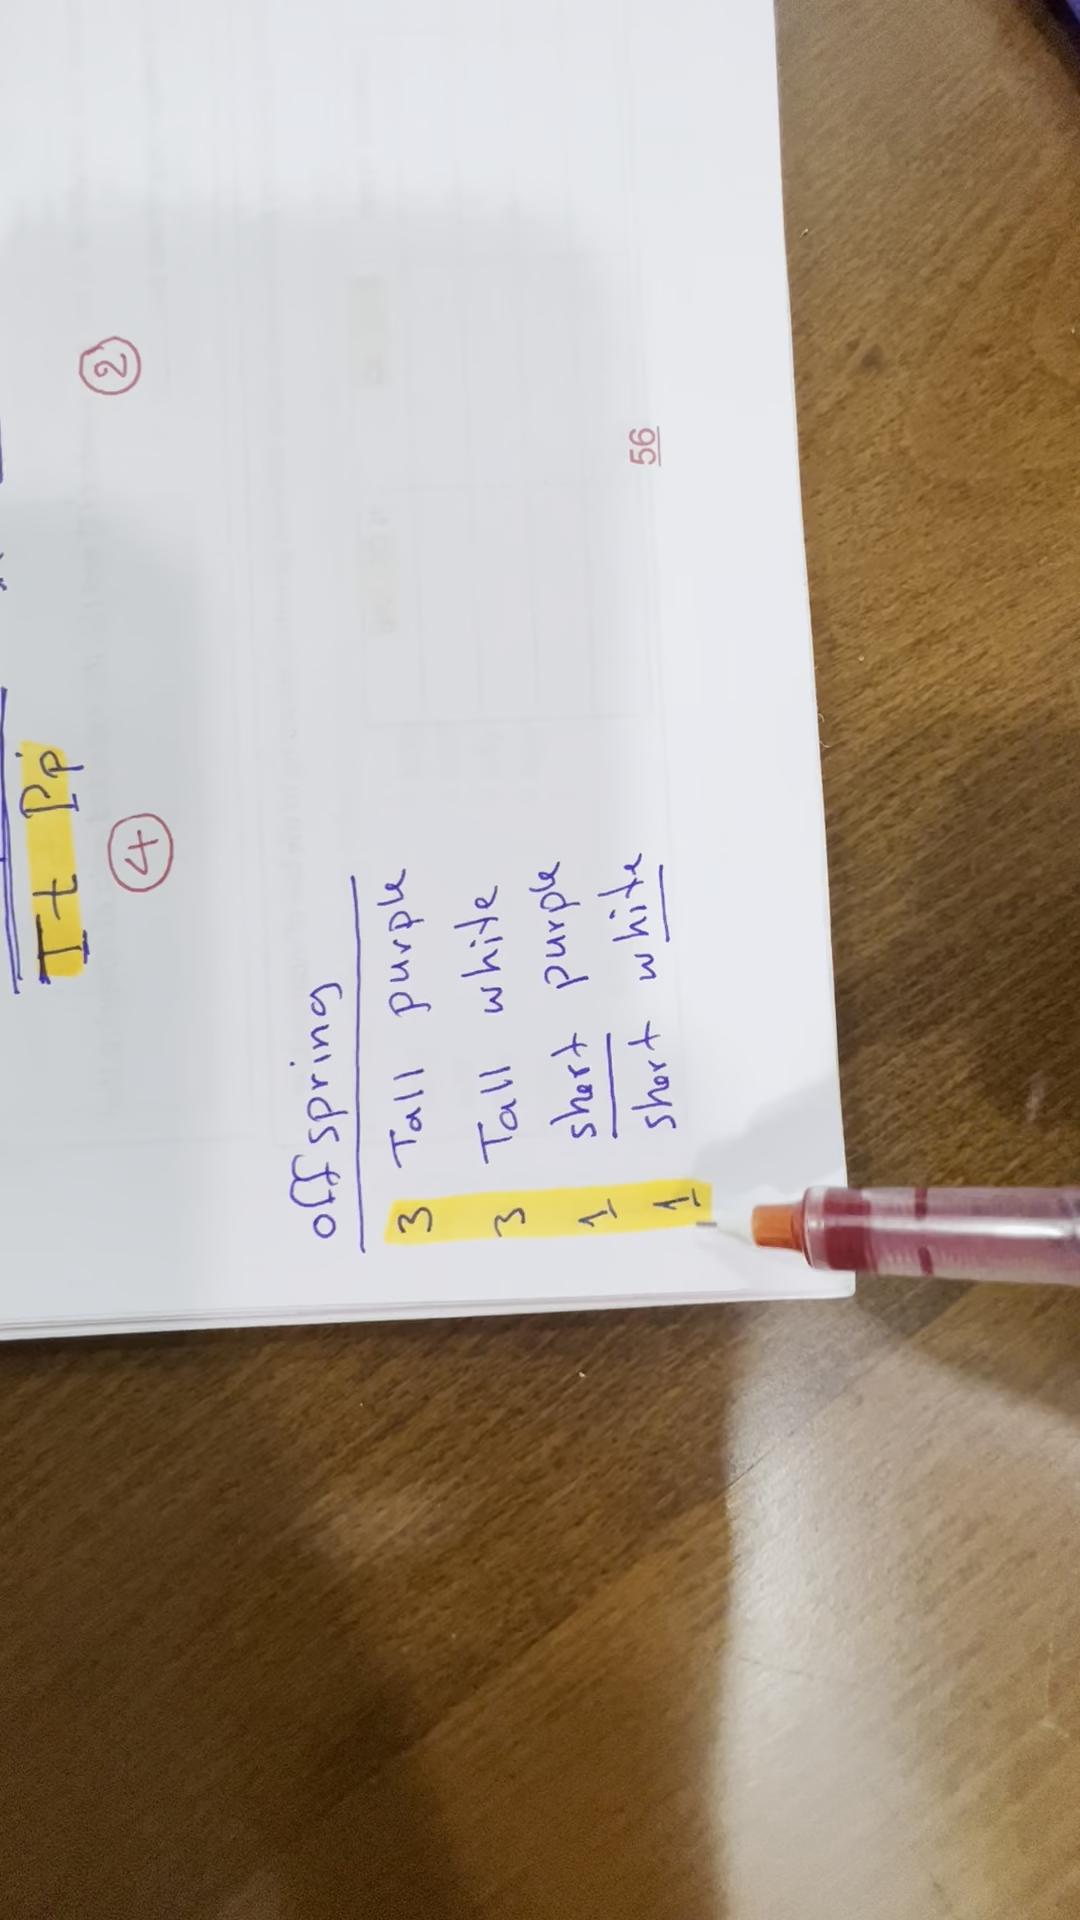 Tt Pp
4
2
offspring
3 Tall purple
3 Tall white
1 short purple
1 short white
56